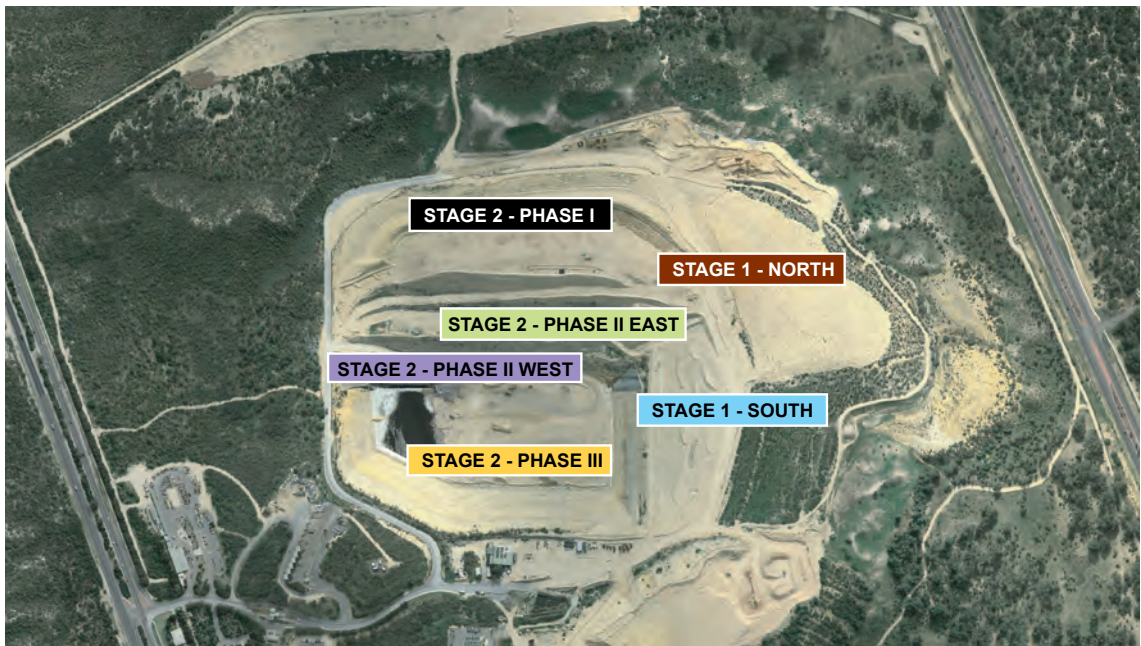 STAGE 2 - PHASE I
STAGE 1 - NORTH
STAGE 2 - PHASE II EAST
STAGE 2 - PHASE II WEST
STAGE 1 - SOUTH
STAGE 2 - PHASE III